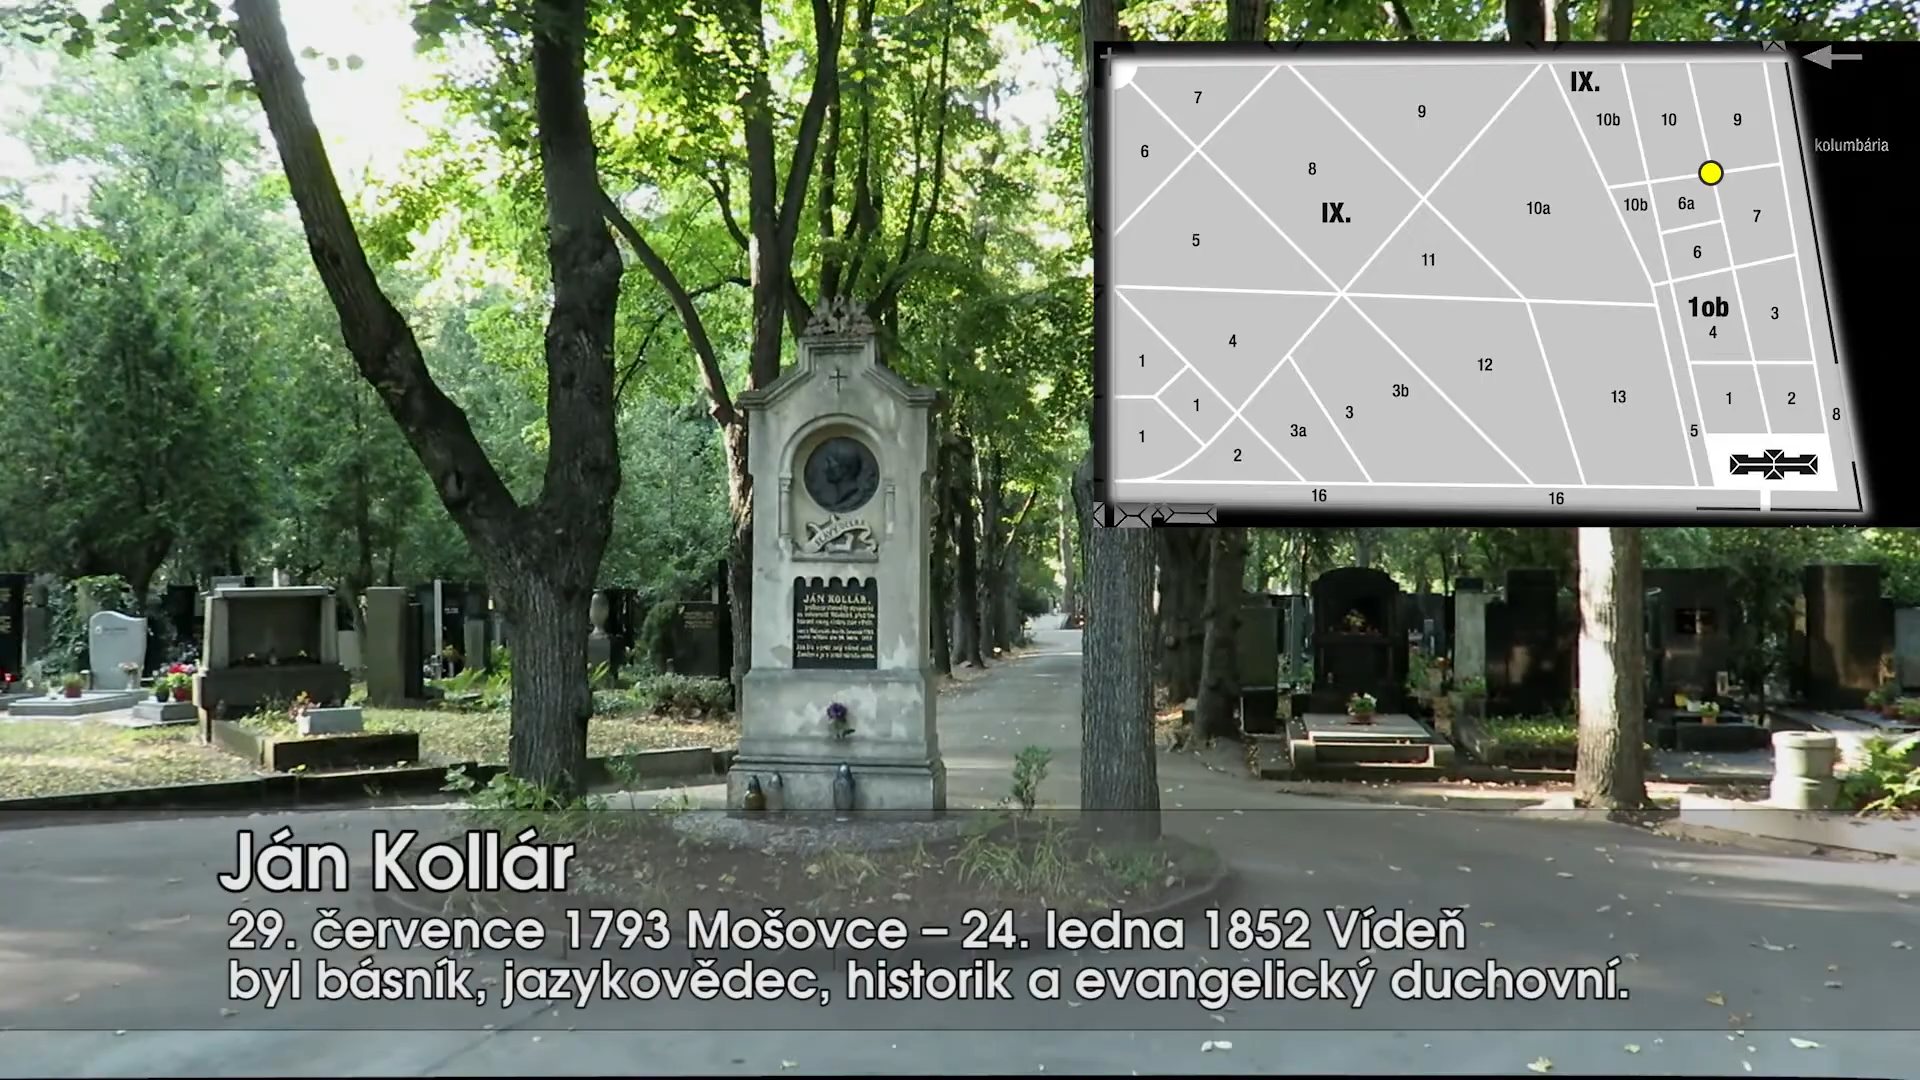 IX.
7
9
10b
10
9
kolumbária
6
8
10b
6a
7
IX.
10a
5
11
6
1ob
4
3
4
1
12
3b
1
13
1
2
3
8
1
3a
5
2
16
16
SLÁVY DCERA
JÁN KOLLÁR,
Ján Kollár
29. července 1793 Mošovce – 24. ledna 1852 Vídeň
byl básník, jazykovědec, historik a evangelický duchovní.